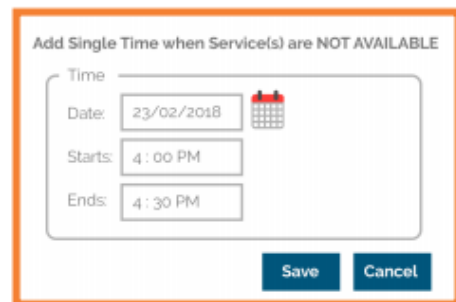 Add Single Time when Service(s) are NOT AVAILABLE
Time
Date: 23/02/2018
Starts: 4 : 00 PM
Ends: 4 : 30 PM
Save Cancel